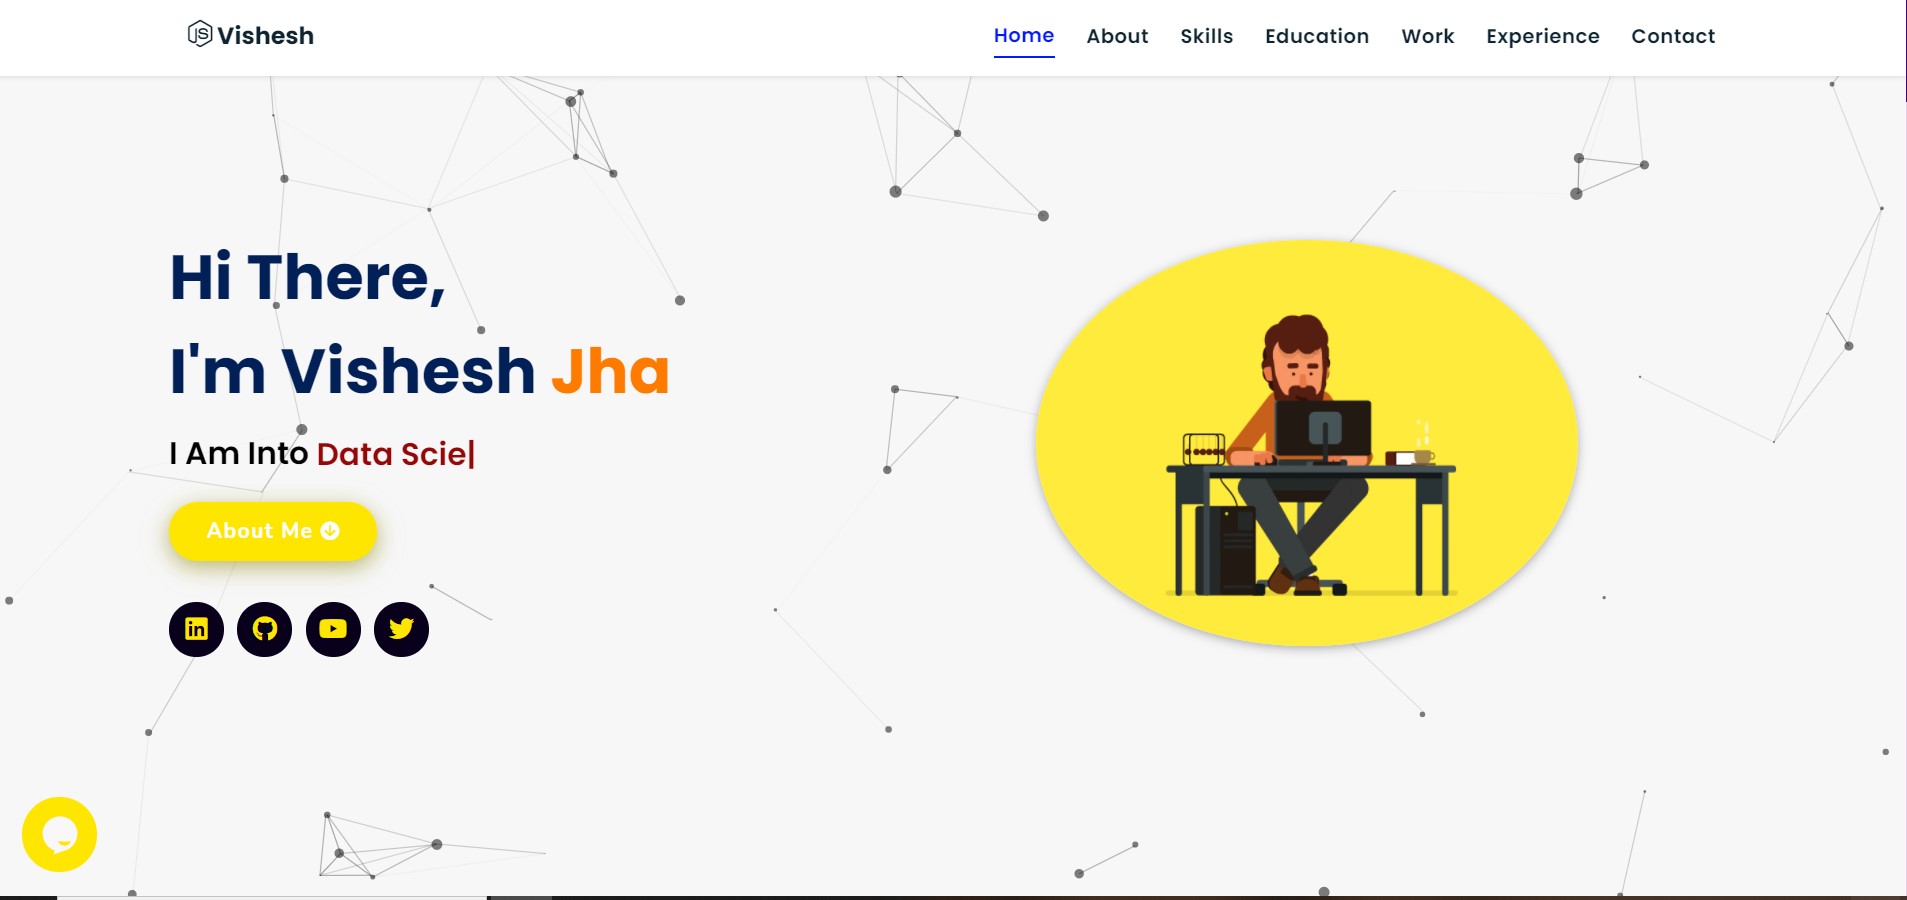 Vishesh
Home About Skills Education Work Experience Contact
Hi There,
I'm Vishesh Jha
I Am Into Data Scie|
About Me